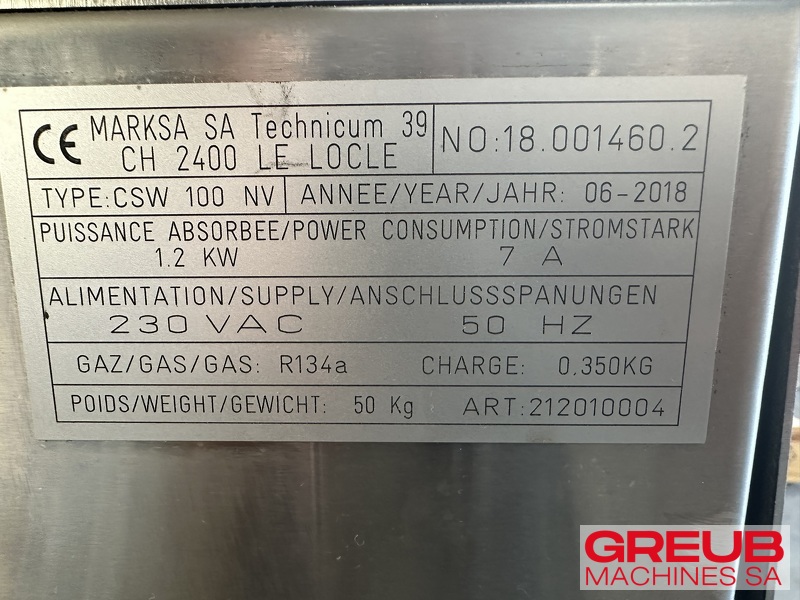 CE MARKSA SA Technicum 39
CH 2400 LE LOCLE
NO:18.001460.2
TYPE:CSW 100 NV ANNEE/YEAR/JAHR: 06-2018
PUISSANCE ABSORBEE/POWER CONSUMPTION/STROMSTARK
1.2 KW 7 A
ALIMENTATION/SUPPLY/ANSCHLUSSSPANUNGEN
230 VAC 50 HZ
GAZ/GAS/GAS: R134a CHARGE: 0,350KG
POIDS/WEIGHT/GEWICHT: 50 Kg ART:212010004
GREUB
MACHINES SA